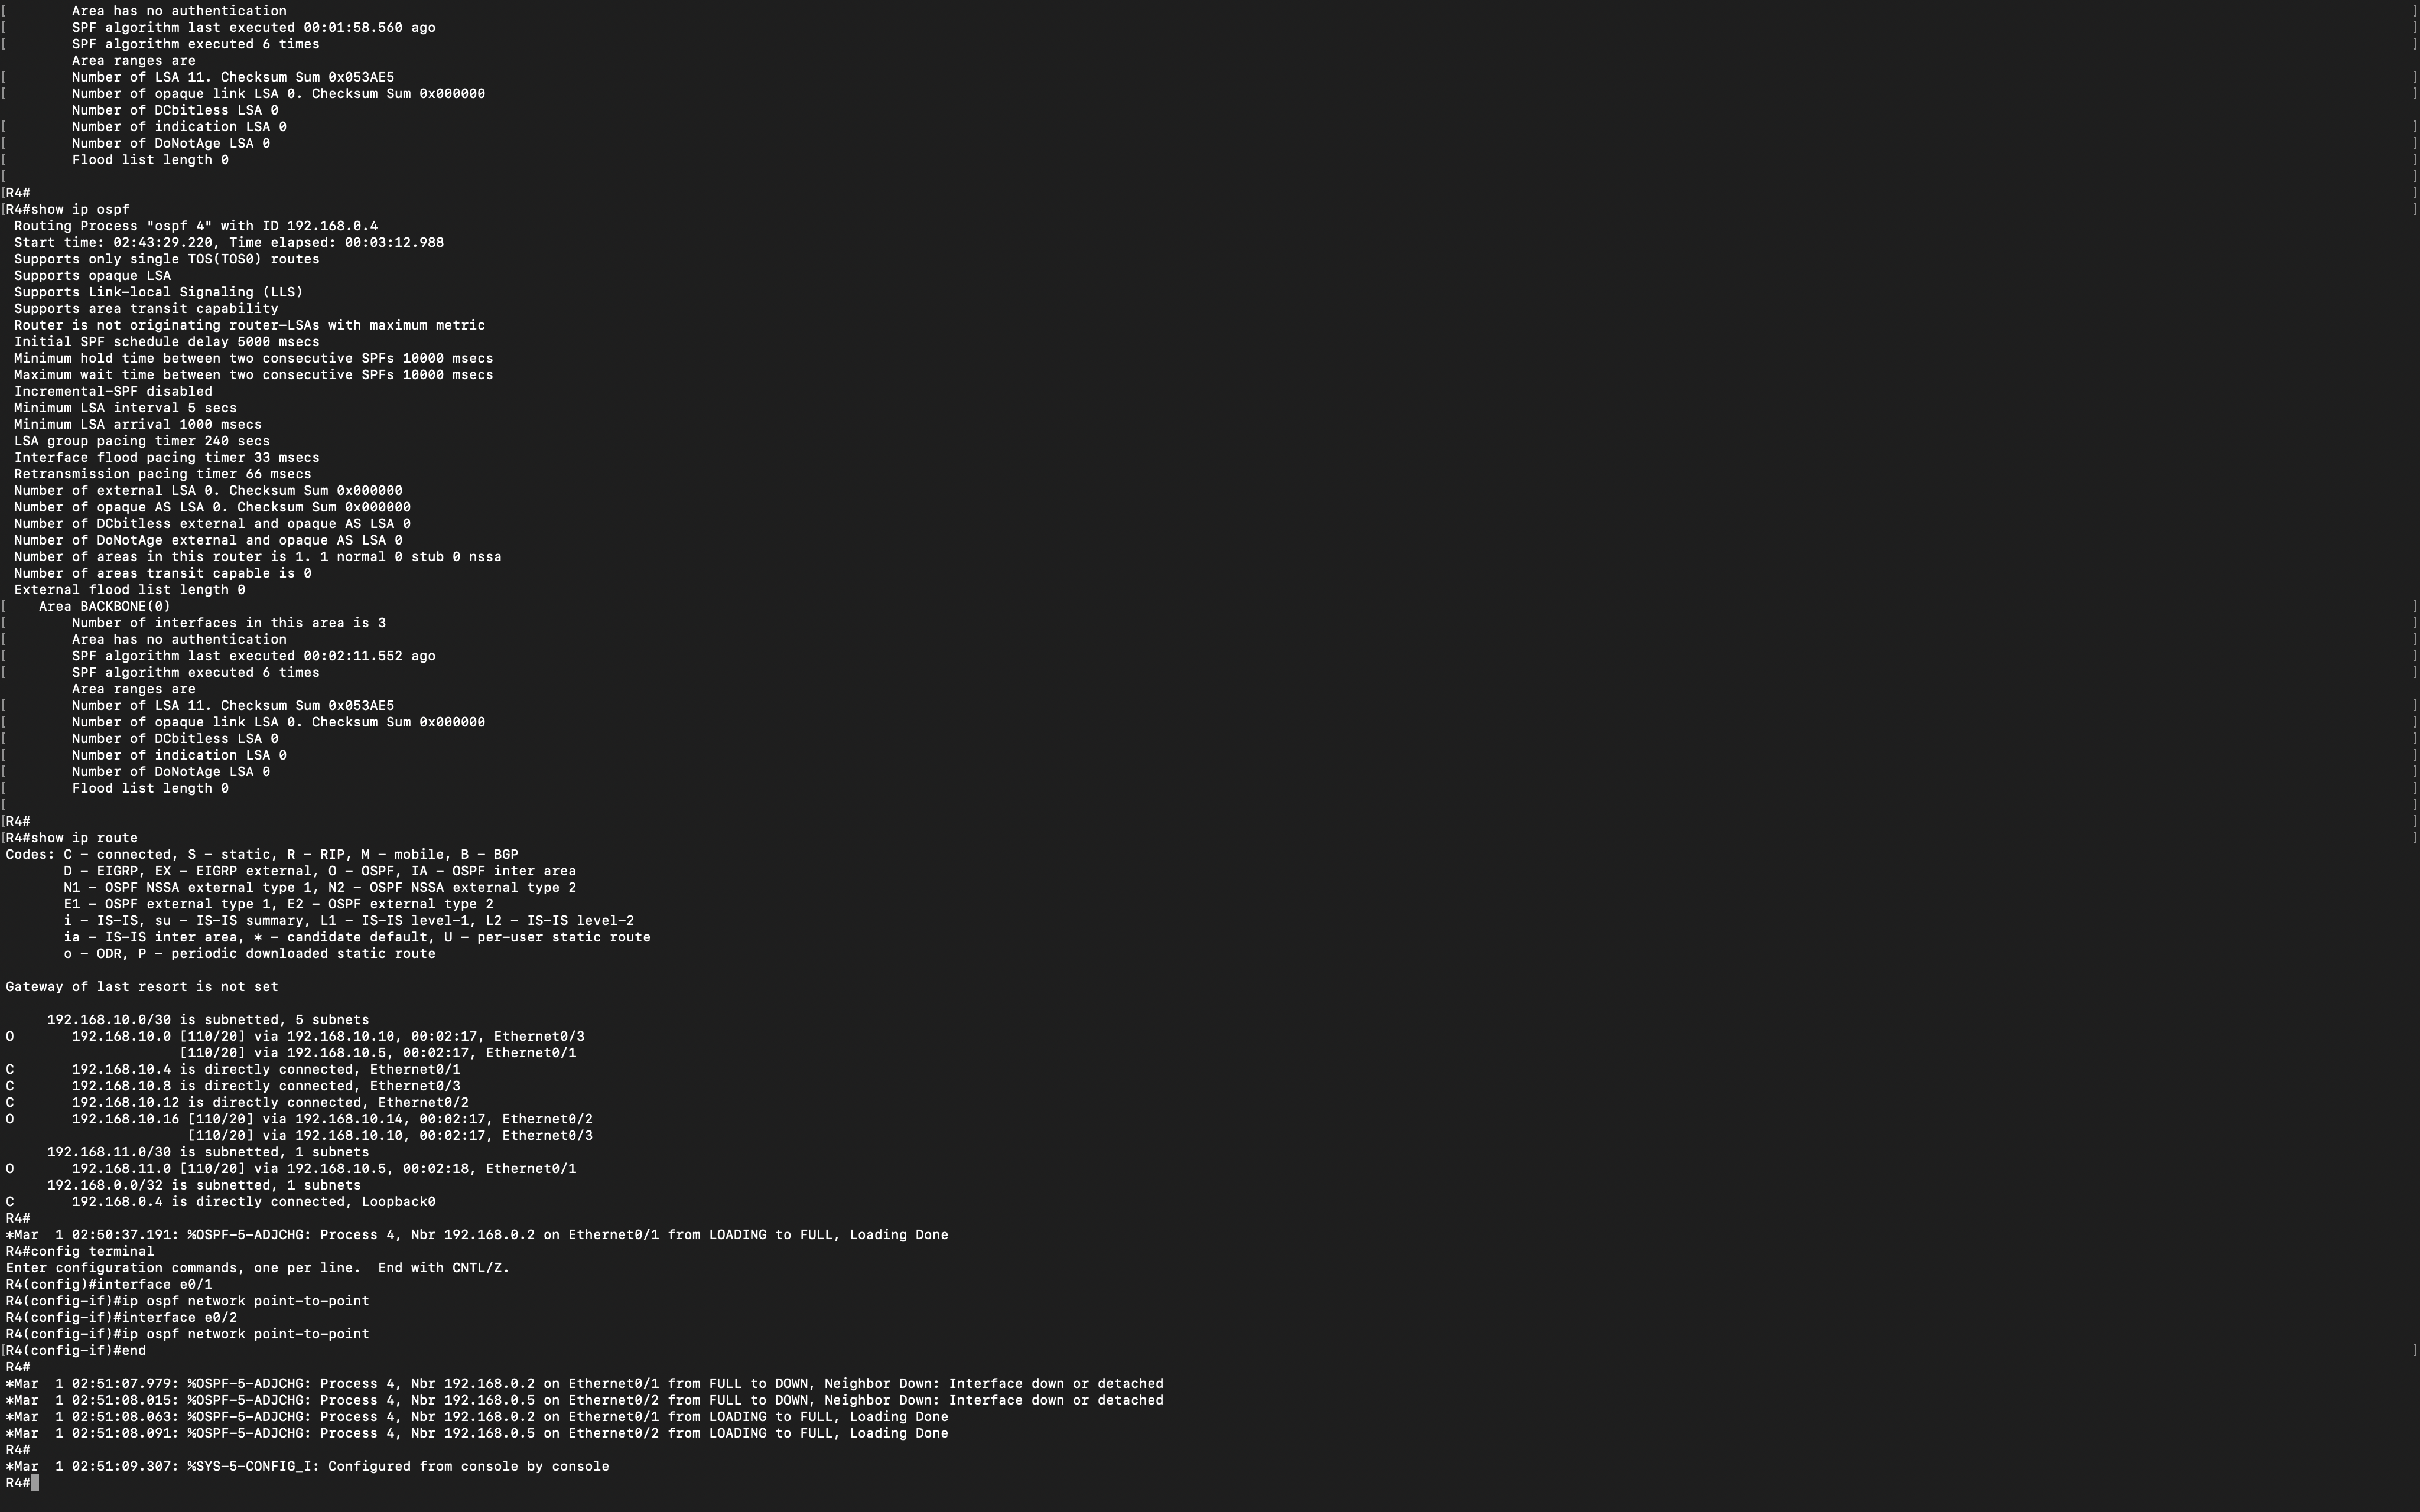 [        Area has no authentication ]
[        SPF algorithm last executed 00:01:58.560 ago ]
[        SPF algorithm executed 6 times ]
        Area ranges are
[        Number of LSA 11. Checksum Sum 0x053AE5 ]
[        Number of opaque link LSA 0. Checksum Sum 0x000000 ]
        Number of DCbitless LSA 0
[        Number of indication LSA 0 ]
[        Number of DoNotAge LSA 0 ]
[        Flood list length 0 ]
[ ]
[R4# ]
[R4#show ip ospf ]
 Routing Process "ospf 4" with ID 192.168.0.4
 Start time: 02:43:29.220, Time elapsed: 00:03:12.988
 Supports only single TOS(TOS0) routes
 Supports opaque LSA
 Supports Link-local Signaling (LLS)
 Supports area transit capability
 Router is not originating router-LSAs with maximum metric
 Initial SPF schedule delay 5000 msecs
 Minimum hold time between two consecutive SPFs 10000 msecs
 Maximum wait time between two consecutive SPFs 10000 msecs
 Incremental-SPF disabled
 Minimum LSA interval 5 secs
 Minimum LSA arrival 1000 msecs
 LSA group pacing timer 240 secs
 Interface flood pacing timer 33 msecs
 Retransmission pacing timer 66 msecs
 Number of external LSA 0. Checksum Sum 0x000000
 Number of opaque AS LSA 0. Checksum Sum 0x000000
 Number of DCbitless external and opaque AS LSA 0
 Number of DoNotAge external and opaque AS LSA 0
 Number of areas in this router is 1. 1 normal 0 stub 0 nssa
 Number of areas transit capable is 0
 External flood list length 0
[    Area BACKBONE(0) ]
[        Number of interfaces in this area is 3 ]
[        Area has no authentication ]
[        SPF algorithm last executed 00:02:11.552 ago ]
[        SPF algorithm executed 6 times ]
        Area ranges are
[        Number of LSA 11. Checksum Sum 0x053AE5 ]
[        Number of opaque link LSA 0. Checksum Sum 0x000000 ]
[        Number of DCbitless LSA 0 ]
[        Number of indication LSA 0 ]
[        Number of DoNotAge LSA 0 ]
[        Flood list length 0 ]
[ ]
[R4# ]
[R4#show ip route ]
Codes: C - connected, S - static, R - RIP, M - mobile, B - BGP
       D - EIGRP, EX - EIGRP external, O - OSPF, IA - OSPF inter area
       N1 - OSPF NSSA external type 1, N2 - OSPF NSSA external type 2
       E1 - OSPF external type 1, E2 - OSPF external type 2
       i - IS-IS, su - IS-IS summary, L1 - IS-IS level-1, L2 - IS-IS level-2
       ia - IS-IS inter area, * - candidate default, U - per-user static route
       o - ODR, P - periodic downloaded static route

Gateway of last resort is not set

     192.168.10.0/30 is subnetted, 5 subnets
O       192.168.10.0 [110/20] via 192.168.10.10, 00:02:17, Ethernet0/3
                     [110/20] via 192.168.10.5, 00:02:17, Ethernet0/1
C       192.168.10.4 is directly connected, Ethernet0/1
C       192.168.10.8 is directly connected, Ethernet0/3
C       192.168.10.12 is directly connected, Ethernet0/2
O       192.168.10.16 [110/20] via 192.168.10.14, 00:02:17, Ethernet0/2
                      [110/20] via 192.168.10.10, 00:02:17, Ethernet0/3
     192.168.11.0/30 is subnetted, 1 subnets
O       192.168.11.0 [110/20] via 192.168.10.5, 00:02:18, Ethernet0/1
     192.168.0.0/32 is subnetted, 1 subnets
C       192.168.0.4 is directly connected, Loopback0
R4#
*Mar  1 02:50:37.191: %OSPF-5-ADJCHG: Process 4, Nbr 192.168.0.2 on Ethernet0/1 from LOADING to FULL, Loading Done
R4#config terminal
Enter configuration commands, one per line.  End with CNTL/Z.
R4(config)#interface e0/1
R4(config-if)#ip ospf network point-to-point
R4(config-if)#interface e0/2
R4(config-if)#ip ospf network point-to-point
[R4(config-if)#end ]
R4#
*Mar  1 02:51:07.979: %OSPF-5-ADJCHG: Process 4, Nbr 192.168.0.2 on Ethernet0/1 from FULL to DOWN, Neighbor Down: Interface down or detached
*Mar  1 02:51:08.015: %OSPF-5-ADJCHG: Process 4, Nbr 192.168.0.5 on Ethernet0/2 from FULL to DOWN, Neighbor Down: Interface down or detached
*Mar  1 02:51:08.063: %OSPF-5-ADJCHG: Process 4, Nbr 192.168.0.2 on Ethernet0/1 from LOADING to FULL, Loading Done
*Mar  1 02:51:08.091: %OSPF-5-ADJCHG: Process 4, Nbr 192.168.0.5 on Ethernet0/2 from LOADING to FULL, Loading Done
R4#
*Mar  1 02:51:09.307: %SYS-5-CONFIG_I: Configured from console by console
R4#